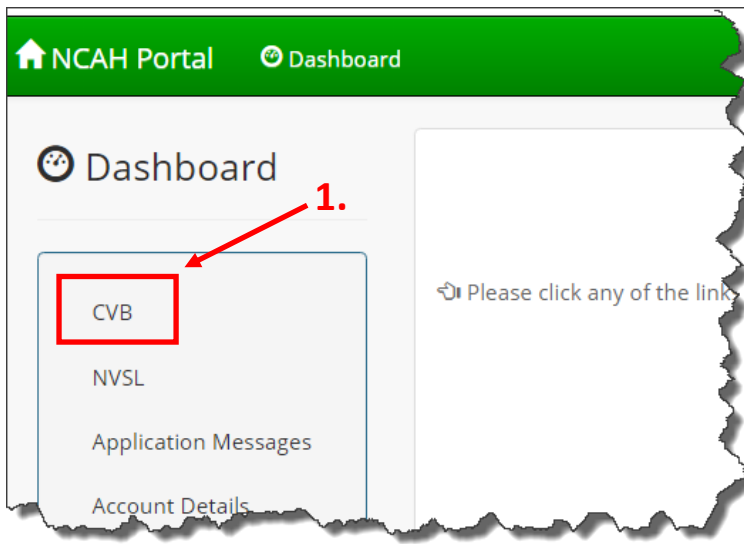 NCAH Portal Dashboard
Dashboard
1.
CVB
NVSL
Application Messages
Account Details
Please click any of the link